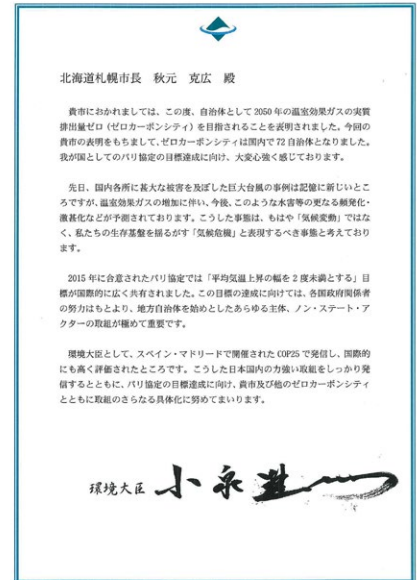 北海道札幌市長　秋元　克広　殿
貴市におかれましては、この度、自治体として 2050 年の温室効果ガスの実質
排出量ゼロ（ゼロカーボンシティ）を目指されることを表明されました。今回の
貴市の表明をもちまして、ゼロカーボンシティは国内で 72 自治体となりました。
我が国としてのパリ協定の目標達成に向け、大変心強く感じております。
先日、国内各所に甚大な被害を及ぼした巨大台風の事例は記憶に新しいとこ
ろですが、温室効果ガスの増加に伴い、今後、このような水害等の更なる頻発化・
激甚化などが予測されております。こうした事態は、もはや「気候変動」ではな
く、私たちの生存基盤を揺るがす「気候危機」と表現するべき事態と考えており
ます。
2015 年に合意されたパリ協定では「平均気温上昇の幅を 2 度未満とする」目
標が国際的に広く共有されました。この目標の達成に向けては、各国政府関係者
の努力はもとより、地方自治体を始めとしたあらゆる主体、ノン・ステート・ア
クターの取組が極めて重要です。
環境大臣として、スペイン・マドリードで開催された COP25 で発信し、国際的
にも高く評価されたところです。こうした日本国内の力強い取組をしっかり発
信するとともに、パリ協定の目標達成に向け、貴市及び他のゼロカーボンシティ
とともに取組のさらなる具体化に努めてまいります。
環境大臣 小泉進